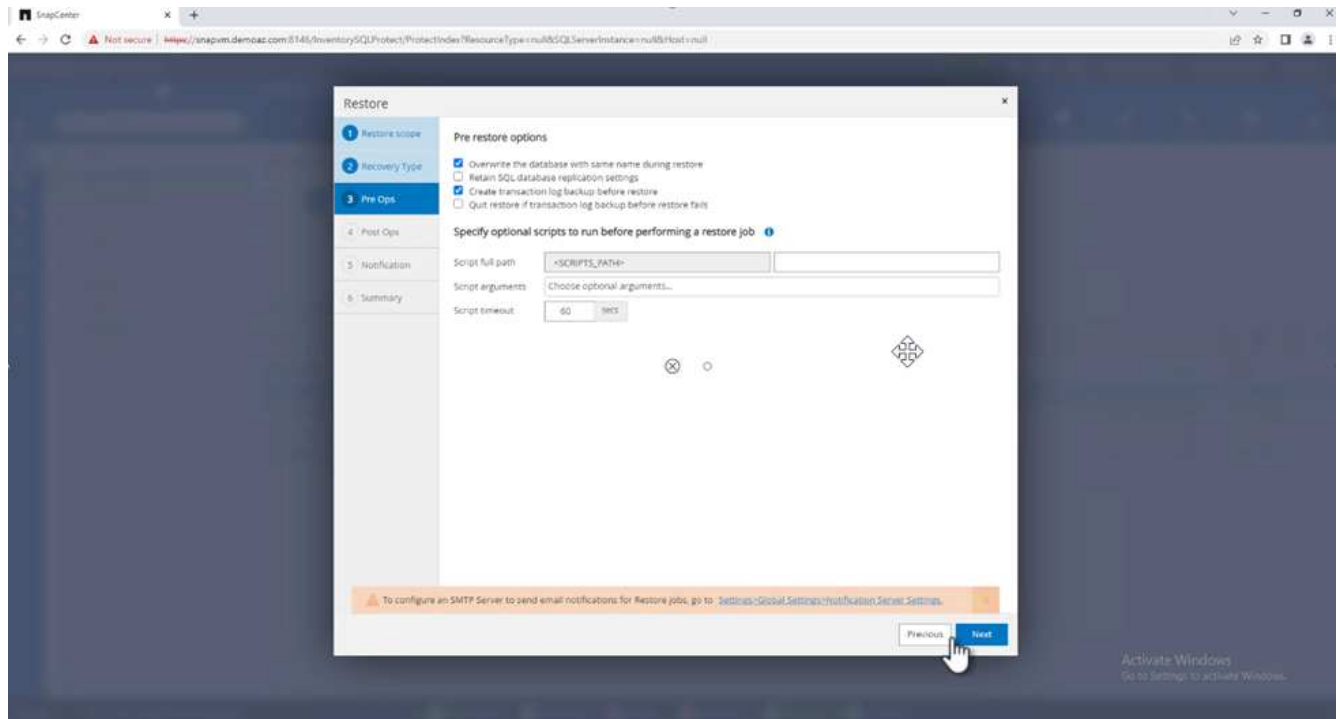 SnapCenter
Not secure | https://snapvm.demoaz.com:8146/InventorySQLProtect/ProtectIndex?ResourceType=null&SQLServerInstance=null&Host=null
Restore
1 Restore scope
2 Recovery Type
3 Pre Ops
4 Post Ops
5 Notification
6 Summary
Pre restore options
Overwrite the database with same name during restore
Retain SQL database replication settings
Create transaction log backup before restore
Quit restore if transaction log backup before restore fails
Specify optional scripts to run before performing a restore job
Script full path <SCRIPTS_PATH>
Script arguments Choose optional arguments...
Script timeout 60 secs
To configure an SMTP Server to send email notifications for Restore jobs, go to Settings>Global Settings>Notification Server Settings.
Previous Next
Activate Windows
Go to Settings to activate Windows.